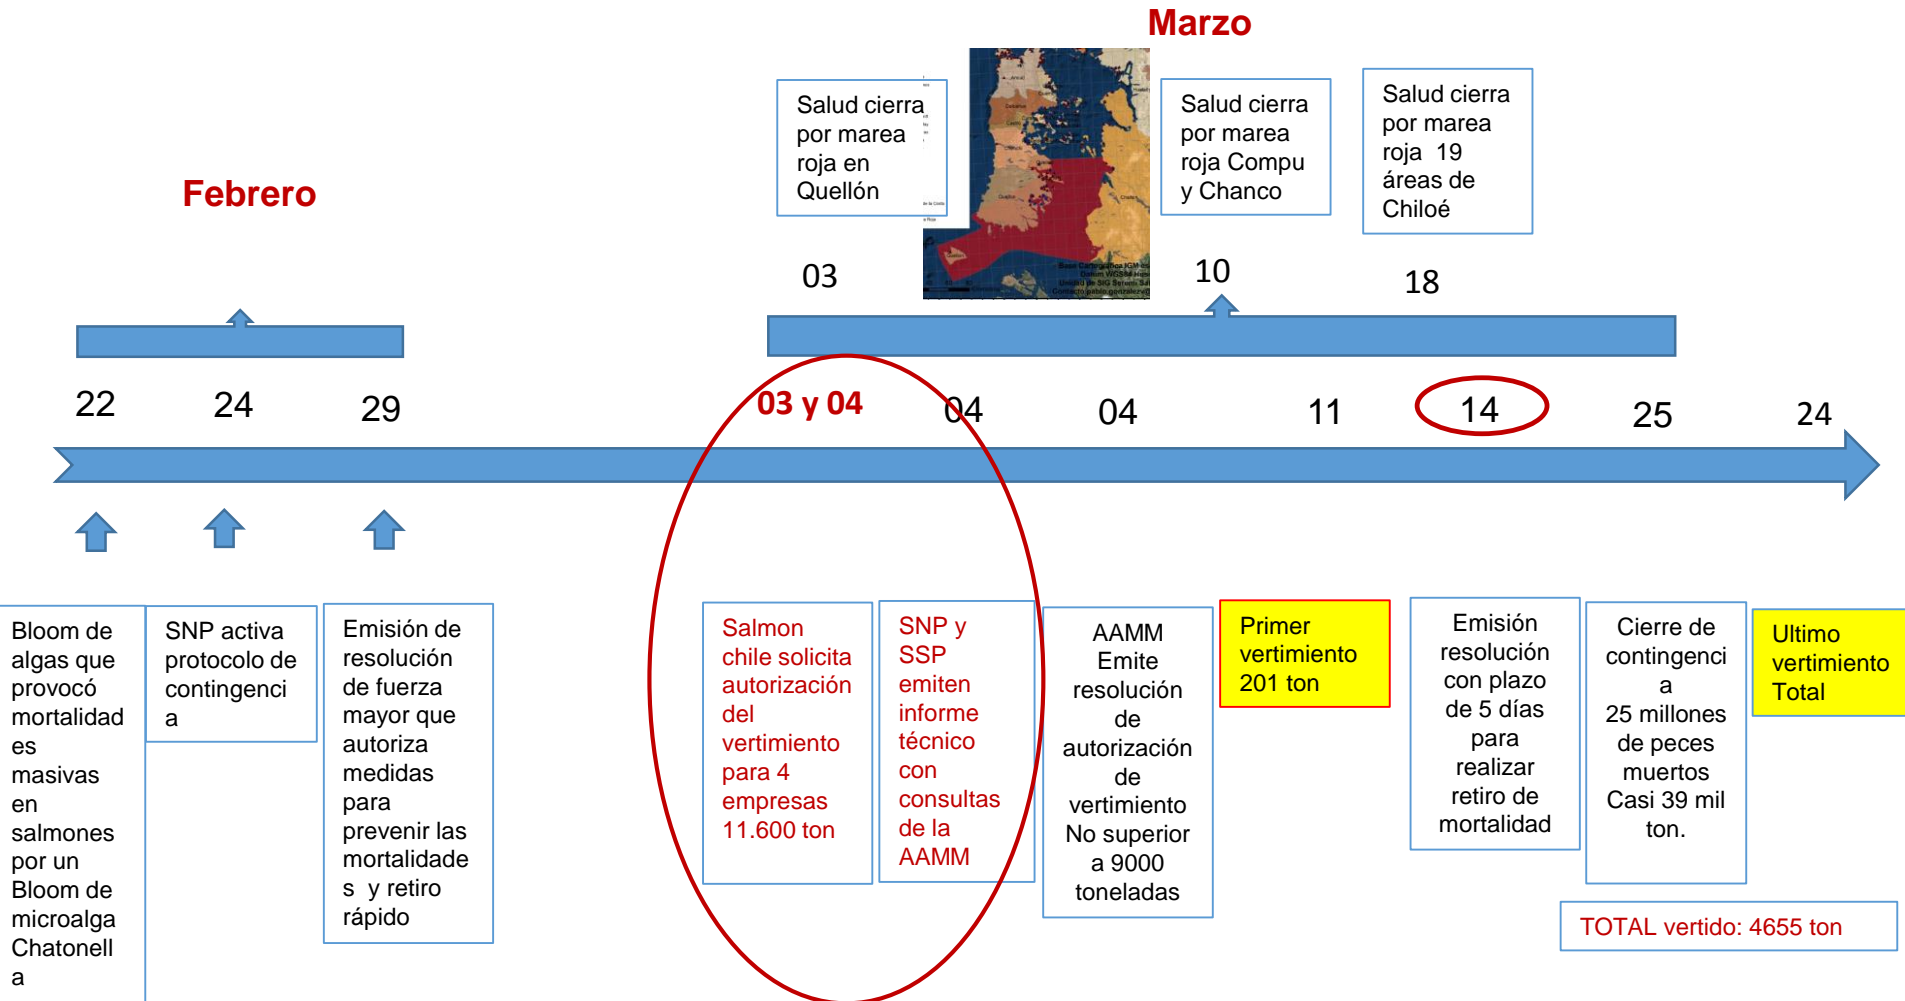 Marzo
Febrero
Salud cierra
por marea
roja en
Quellón
Salud cierra
por marea
roja Compu
y Chanco
Salud cierra
por marea
roja 19
áreas de
Chiloé
03
10
18
22
24
29
03 y 04
04
04
11
14
25
24
Bloom de
algas que
provocó
mortalidad
es
masivas
en
salmones
por un
Bloom de
microalga
Chatonell
a
SNP activa
protocolo de
contingenci
a
Emisión de
resolución
de fuerza
mayor que
autoriza
medidas
para
prevenir las
mortalidade
s y retiro
rápido
Salmon
chile solicita
autorización
del
vertimiento
para 4
empresas
11.600 ton
SNP y
SSP
emiten
informe
técnico
con
consultas
de la
AAMM
AAMM
Emite
resolución
de
autorización
de
vertimiento
No superior
a 9000
toneladas
Primer
vertimiento
201 ton
Emisión
resolución
con plazo
de 5 días
para
realizar
retiro de
mortalidad
Cierre de
contingenci
a
25 millones
de peces
muertos
Casi 39 mil
ton.
Ultimo
vertimiento
Total
TOTAL vertido: 4655 ton